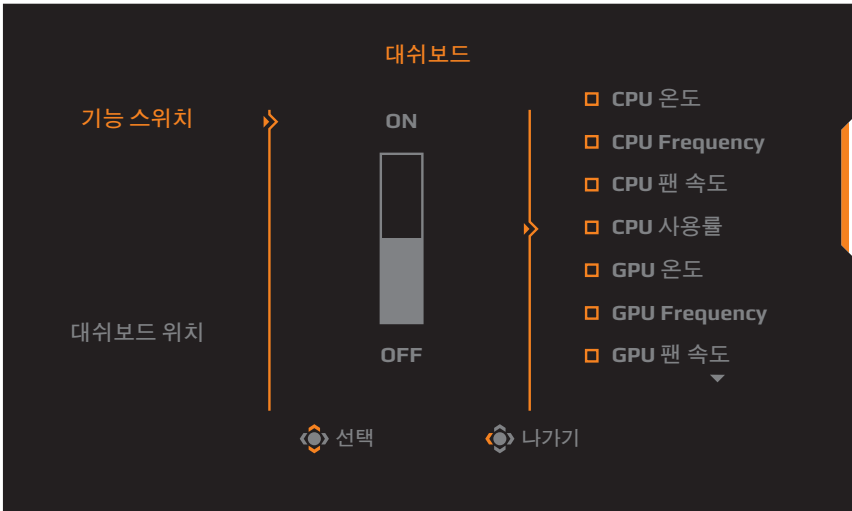 대쉬보드
기능 스위치
대쉬보드 위치
ON
OFF
CPU 온도
CPU Frequency
CPU 팬 속도
CPU 사용률
GPU 온도
GPU Frequency
GPU 팬 속도
선택
나가기